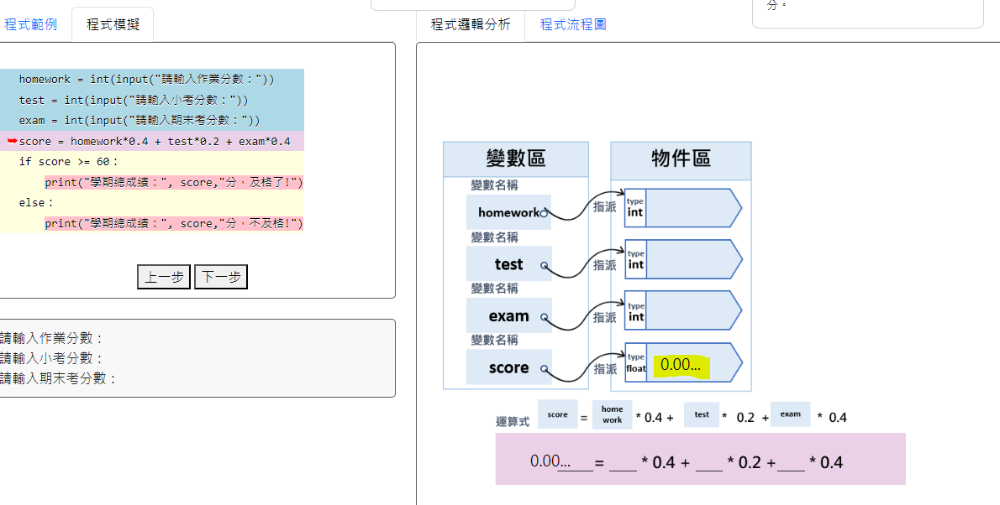 程式範例
程式模擬
程式邏輯分析
程式流程圖
分。
homework = int(input("請輸入作業分數："))
test = int(input("請輸入小考分數："))
exam = int(input("請輸入期末考分數："))
➡score = homework*0.4 + test*0.2 + exam*0.4
if score >= 60：
print("學期總成績：", score,"分，及格了!")
else：
print("學期總成績：", score,"分，不及格!")
上一步
下一步
請輸入作業分數：
請輸入小考分數：
請輸入期末考分數：
變數區
物件區
變數名稱
homework
指派
type
int
變數名稱
test
指派
type
int
變數名稱
exam
指派
type
int
變數名稱
score
指派
type
float
0.00...
運算式 score = home work * 0.4 + test * 0.2 + exam * 0.4
0.00...___ = ___ * 0.4 + ___ * 0.2 + ___ * 0.4